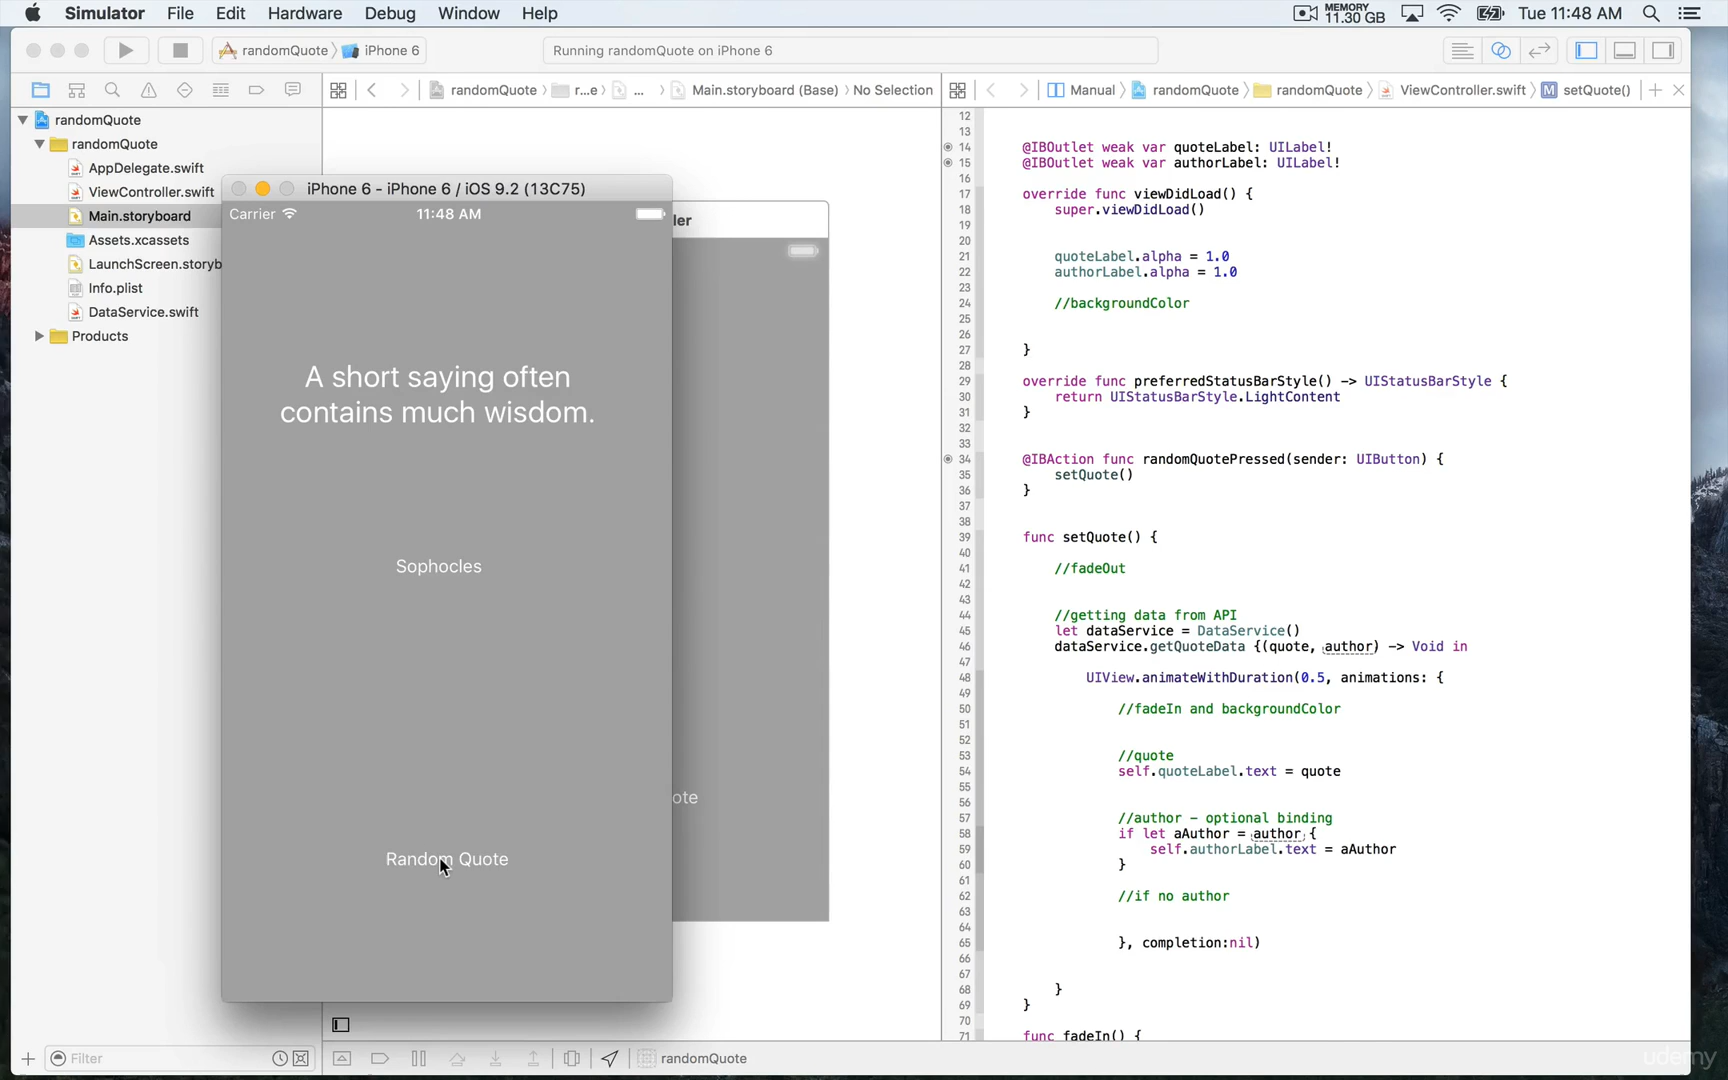 Simulator File Edit Hardware Debug Window Help MEMORY 11.30 GB Tue 11:48 AM
randomQuote iPhone 6 Running randomQuote on iPhone 6
randomQuote r...e ... Main.storyboard (Base) No Selection
Manual randomQuote randomQuote ViewController.swift M setQuote()
randomQuote
randomQuote
AppDelegate.swift
ViewController.swift
Main.storyboard
Assets.xcassets
LaunchScreen.storyb
Info.plist
DataService.swift
Products
Filter
iPhone 6 - iPhone 6 / iOS 9.2 (13C75)
Carrier 11:48 AM
A short saying often
contains much wisdom.
Sophocles
Random Quote
ler
ote
randomQuote
12
13
14 @IBOutlet weak var quoteLabel: UILabel!
15 @IBOutlet weak var authorLabel: UILabel!
16
17 override func viewDidLoad() {
18 super.viewDidLoad()
19
20
21 quoteLabel.alpha = 1.0
22 authorLabel.alpha = 1.0
23
24 //backgroundColor
25
26
27 }
28
29 override func preferredStatusBarStyle() -> UIStatusBarStyle {
30 return UIStatusBarStyle.LightContent
31 }
32
33
34 @IBAction func randomQuotePressed(sender: UIButton) {
35 setQuote()
36 }
37
38
39 func setQuote() {
40
41 //fadeOut
42
43
44 //getting data from API
45 let dataService = DataService()
46 dataService.getQuoteData {(quote, author) -> Void in
47
48 UIView.animateWithDuration(0.5, animations: {
49
50 //fadeIn and backgroundColor
51
52
53 //quote
54 self.quoteLabel.text = quote
55
56
57 //author - optional binding
58 if let aAuthor = author {
59 self.authorLabel.text = aAuthor
60 }
61
62 //if no author
63
64
65 }, completion:nil)
66
67
68 }
69 }
70
71 func fadeIn() {
udemy